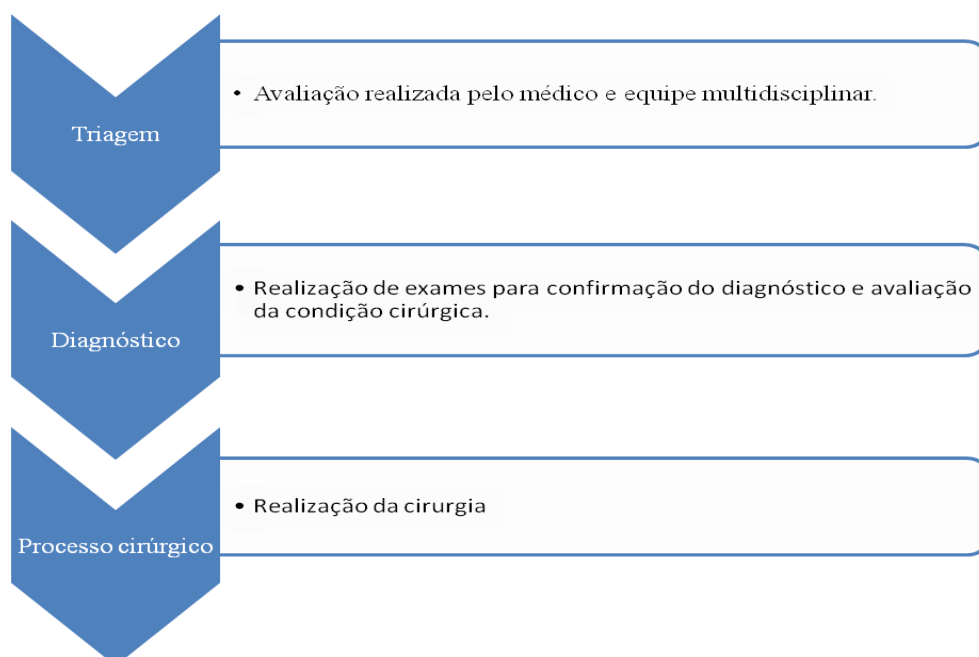 Triagem
• Avaliação realizada pelo médico e equipe multidisciplinar.
Diagnóstico
• Realização de exames para confirmação do diagnóstico e avaliação
da condição cirúrgica.
Processo cirúrgico
• Realização da cirurgia